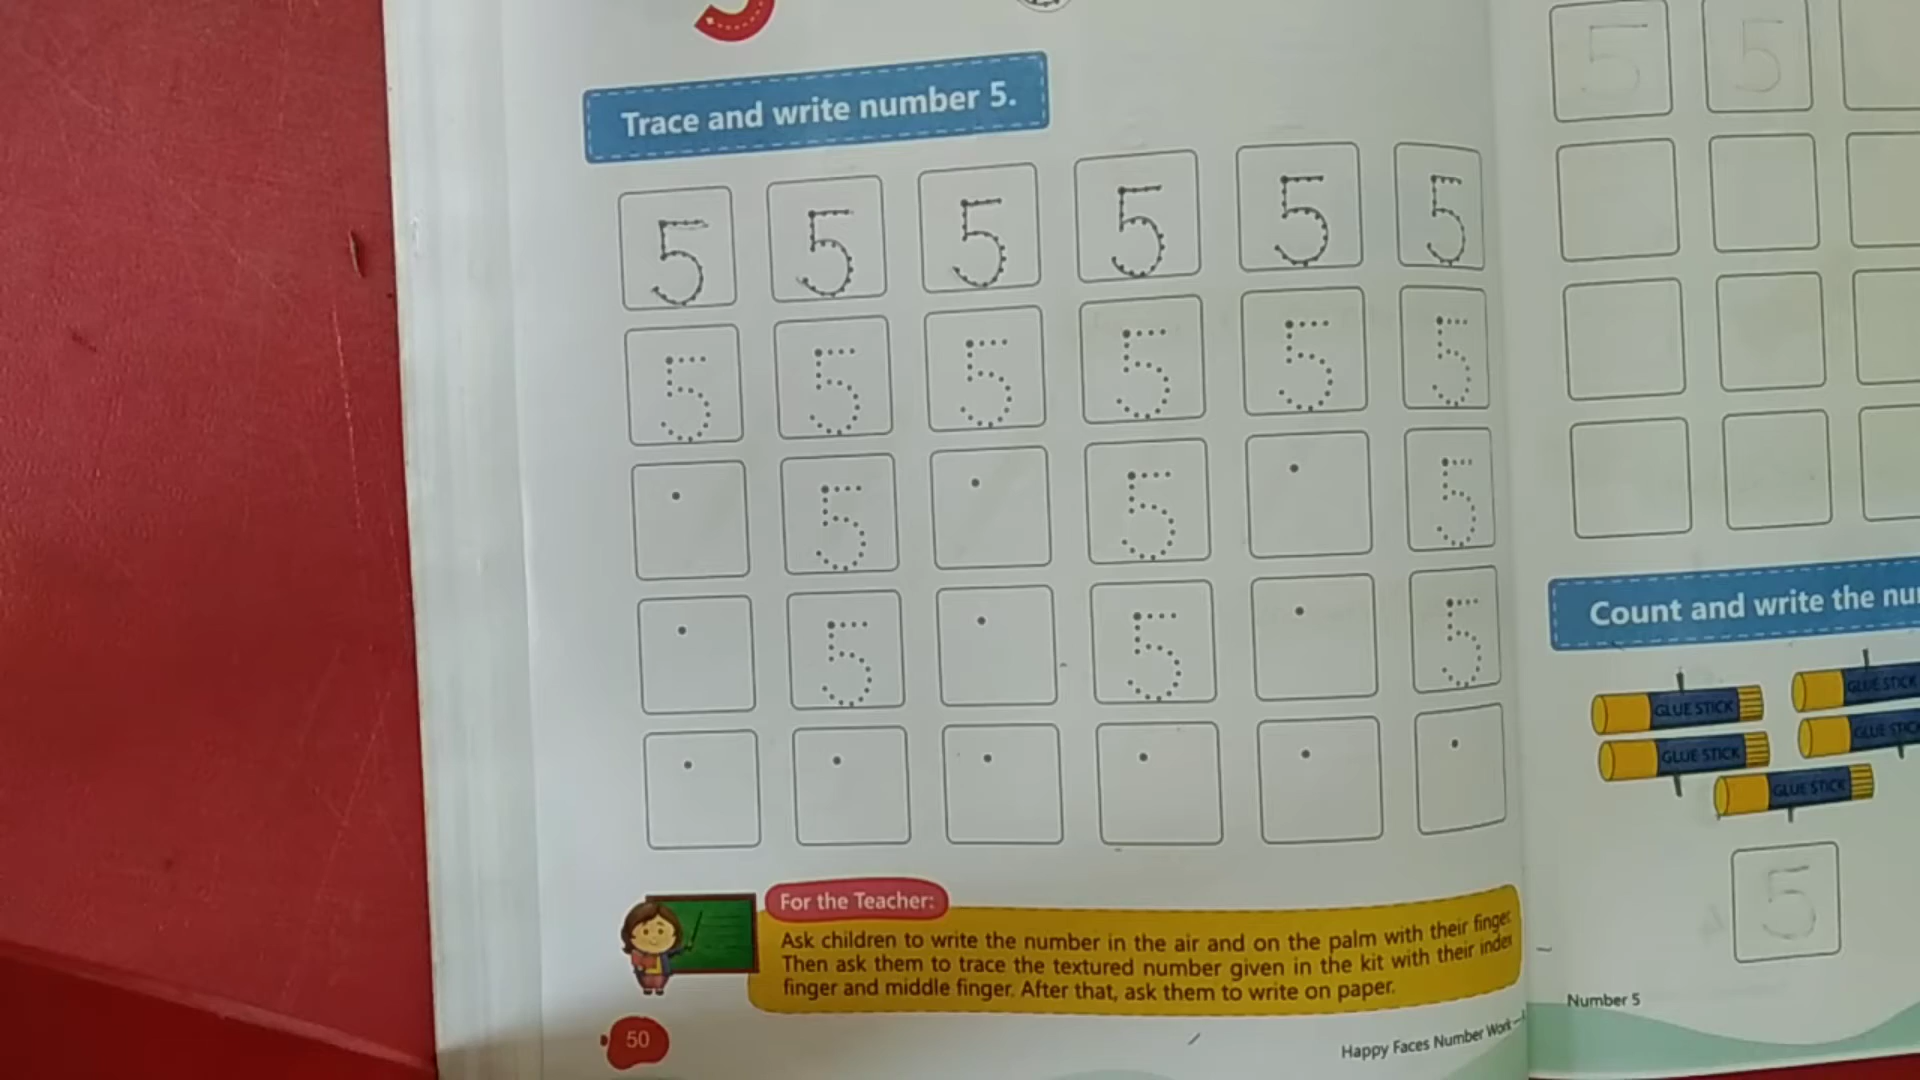 Trace and write number 5.
5 5 5 5 5 5
5 5 5 5 5 5
5 5 5
5 5 5
For the Teacher:
Ask children to write the number in the air and on the palm with their finger.
Then ask them to trace the textured number given in the kit with their index
finger and middle finger. After that, ask them to write on paper.
50
Happy Faces Number Work
5 5
Count and write the
GLUE STICK GLUE STICK
GLUE STICK GLUE STICK
GLUE STICK
5
Number 5